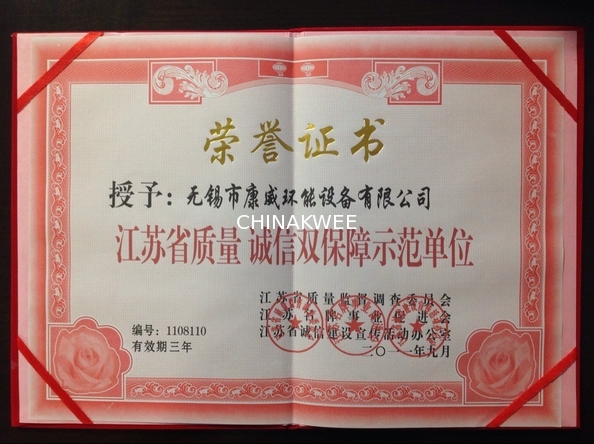 荣誉证书
授予：无锡市康威环能设备有限公司
CHINAKWEE
江苏省质量 诚信双保障示范单位
江苏省质量监督调查委员会
江苏省品牌事业促进会
江苏省诚信建设宣传活动办公室
编号：1108110
有效期三年
二〇一一年九月